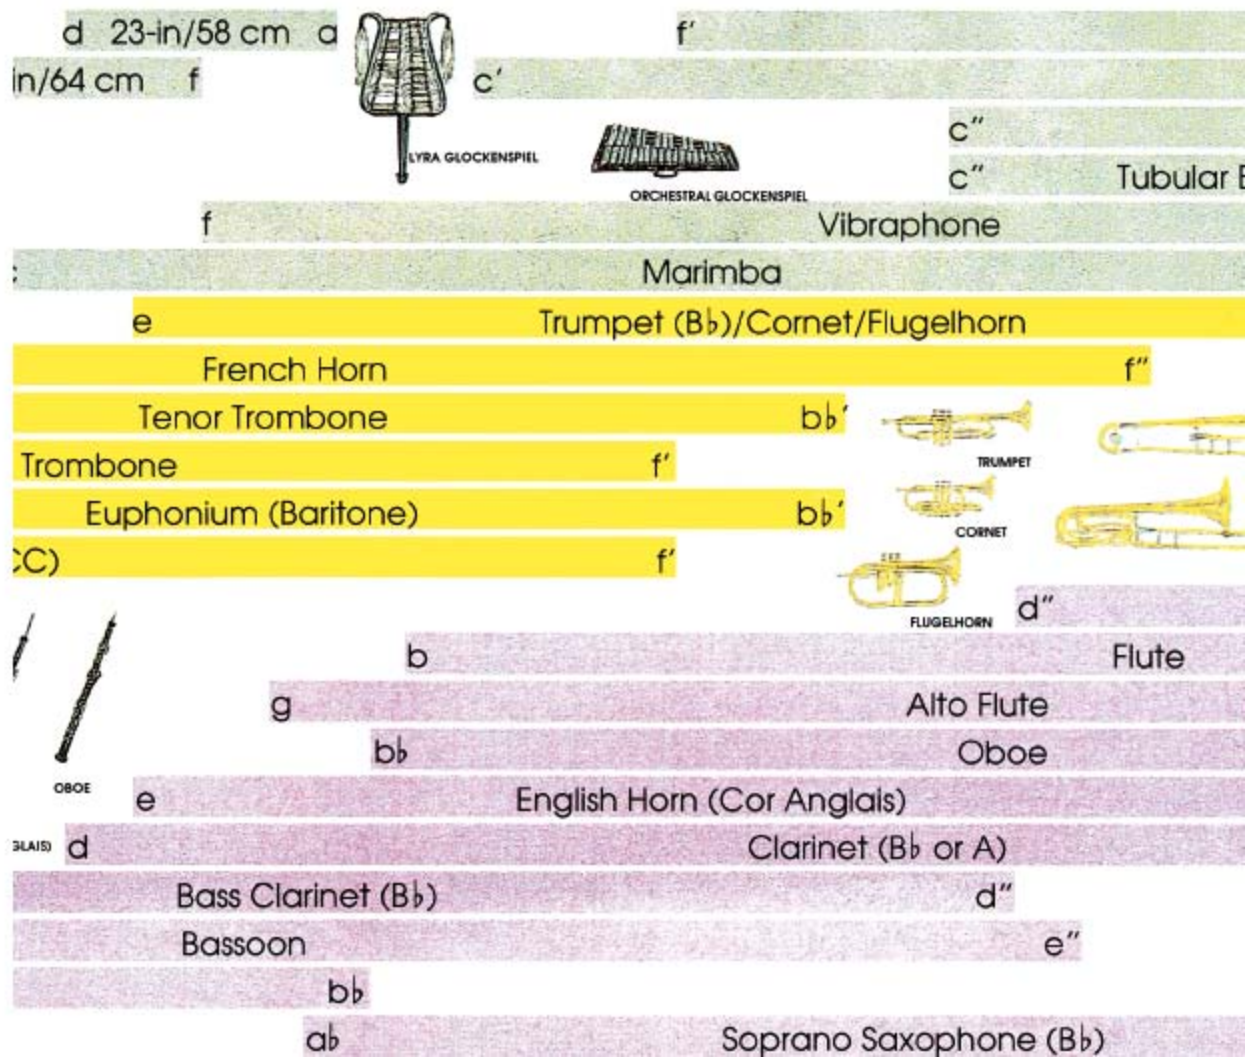 d 23-in/58 cm a f'
in/64 cm f c'
c"
LYRA GLOCKENSPIEL
ORCHESTRAL GLOCKENSPIEL
c" Tubular
f Vibraphone
Marimba
e Trumpet (B♭)/Cornet/Flugelhorn
French Horn f"
Tenor Trombone b♭'
TRUMPET
Trombone f'
Euphonium (Baritone) b♭'
CORNET
CC) f'
FLUGELHORN
d"
b Flute
g Alto Flute
b♭ Oboe
OBOE
e English Horn (Cor Anglais)
GLAIS) d Clarinet (B♭ or A)
Bass Clarinet (B♭) d"
Bassoon e"
b♭
a♭ Soprano Saxophone (B♭)